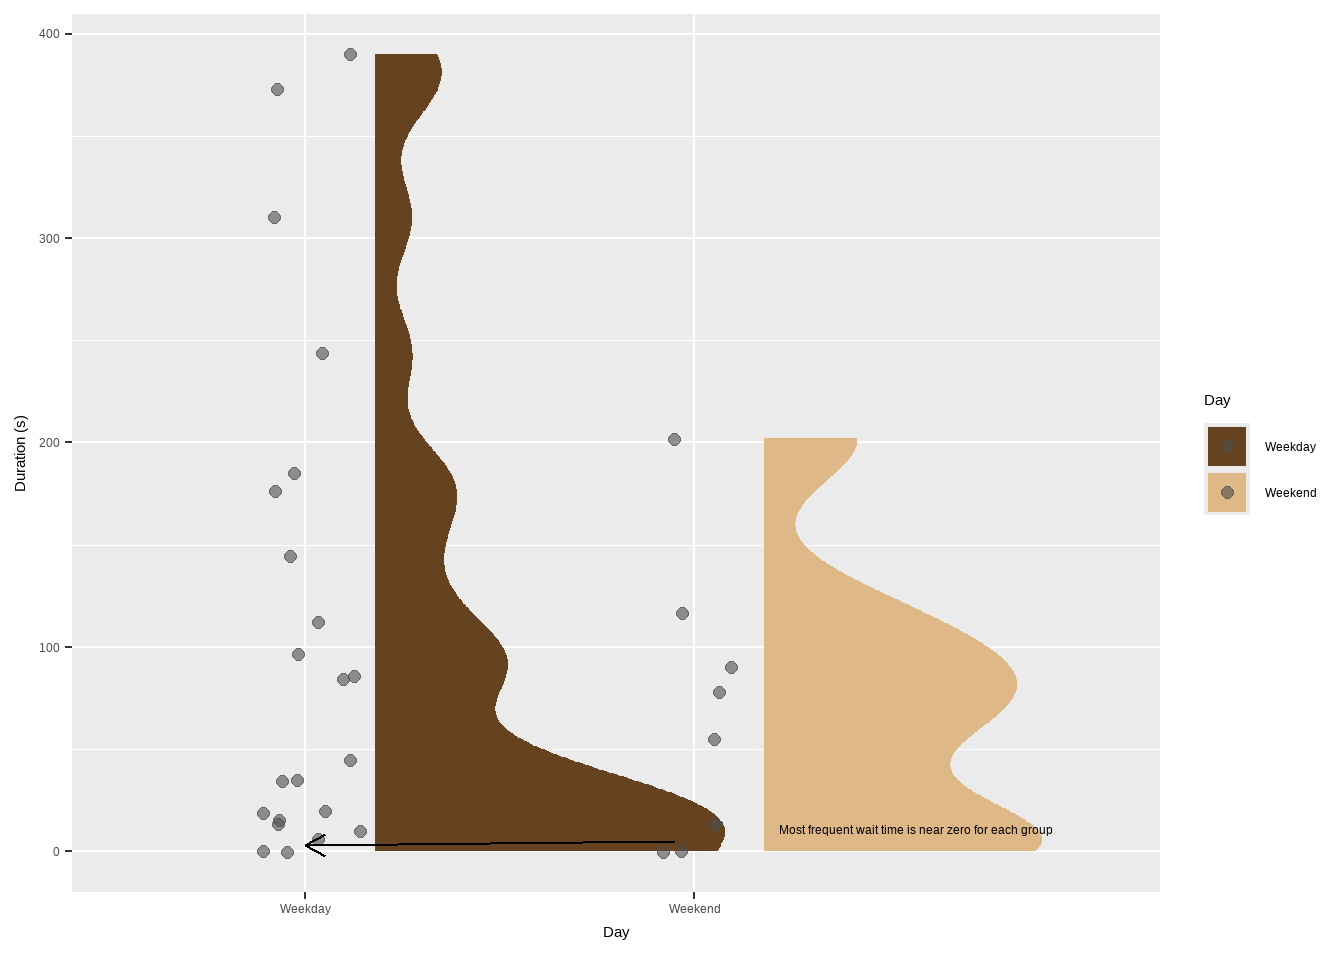 400
300
200
100
0
Duration (s)
Most frequent wait time is near zero for each group
Weekday
Weekend
Day
Day
Weekday
Weekend